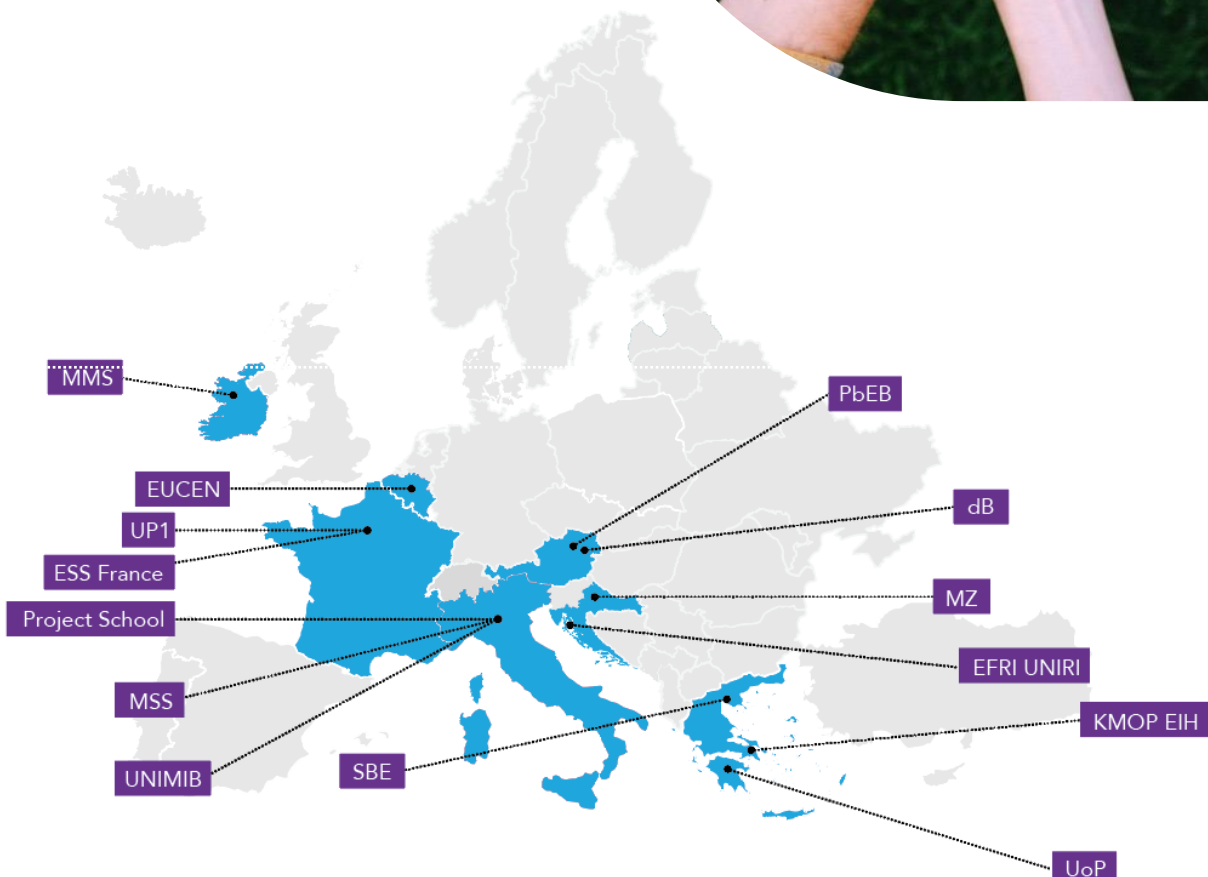 MMS
PbEB
EUCEN
dB
UP1
ESS France
MZ
Project School
EFRI UNIRI
MSS
KMOP EIH
SBE
UNIMIB
UoP